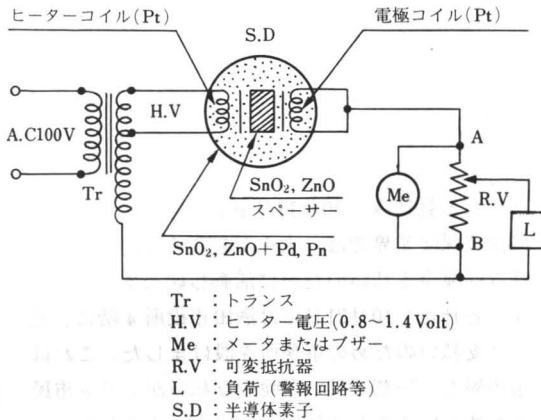 ヒーターコイル(Pt)
電極コイル(Pt)
S.D
H.V
A.C100V
Tr
A
Me
R.V
L
B
SnO₂, ZnO
スペーサー
SnO₂, ZnO+Pd, Pn
Tr：トランス
H.V：ヒーター電圧(0.8~1.4Volt)
Me：メータまたはブザー
R.V：可変抵抗器
L：負荷（警報回路等）
S.D：半導体素子